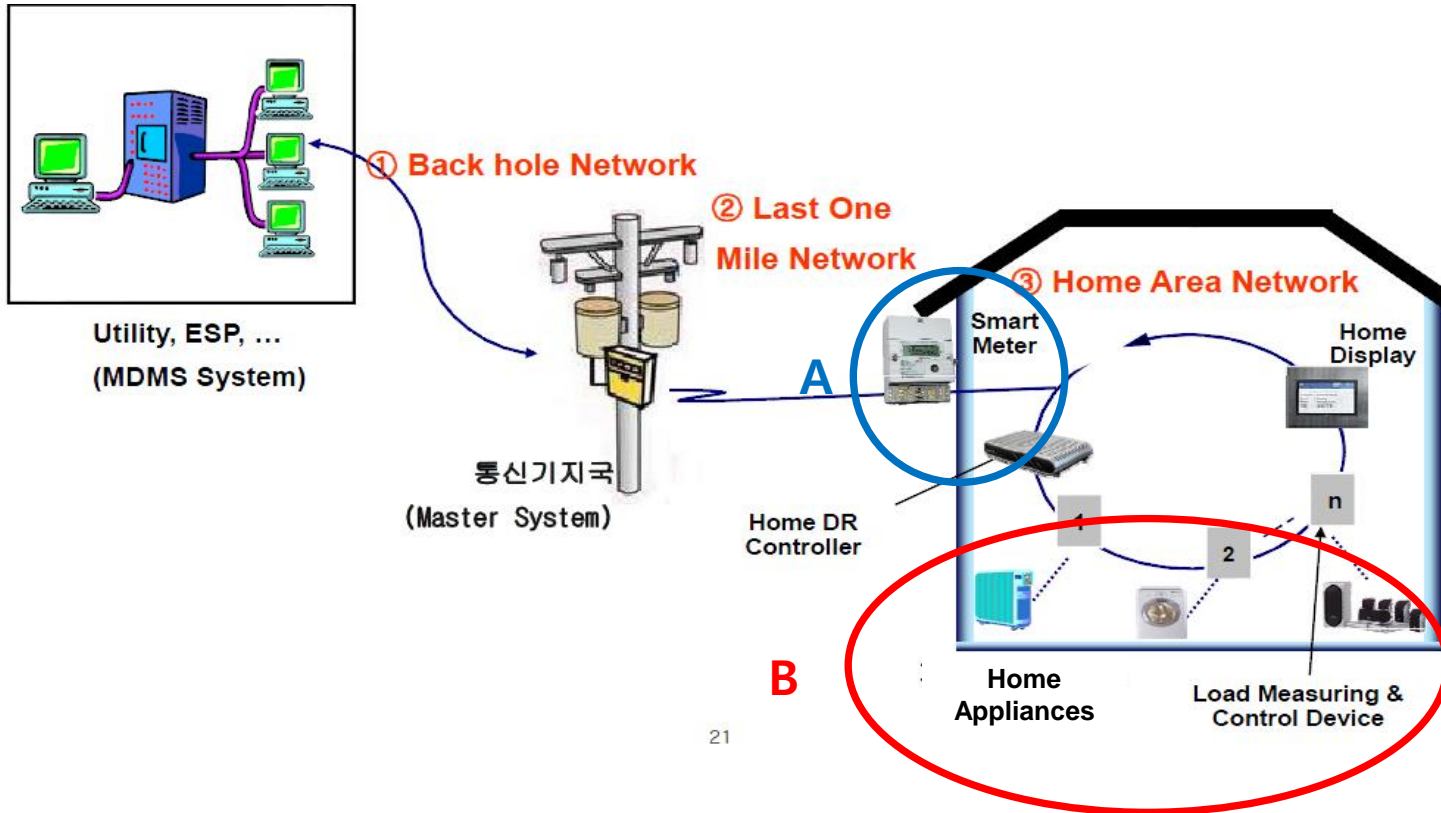 ① Back hole Network
② Last One
Mile Network
③ Home Area Network
Utility, ESP, ...
(MDMS System)
A
Smart
Meter
Home
Display
통신기지국
(Master System)
Home DR
Controller
1
2
n
B
Home
Appliances
Load Measuring &
Control Device
21